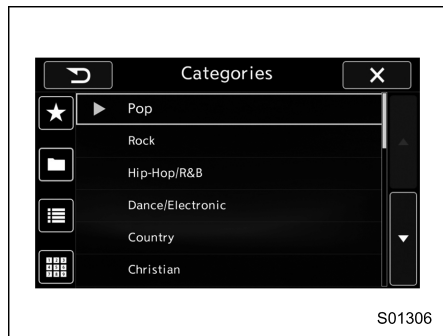 Categories
Pop
Rock
Hip-Hop/R&B
Dance/Electronic
Country
Christian
S01306